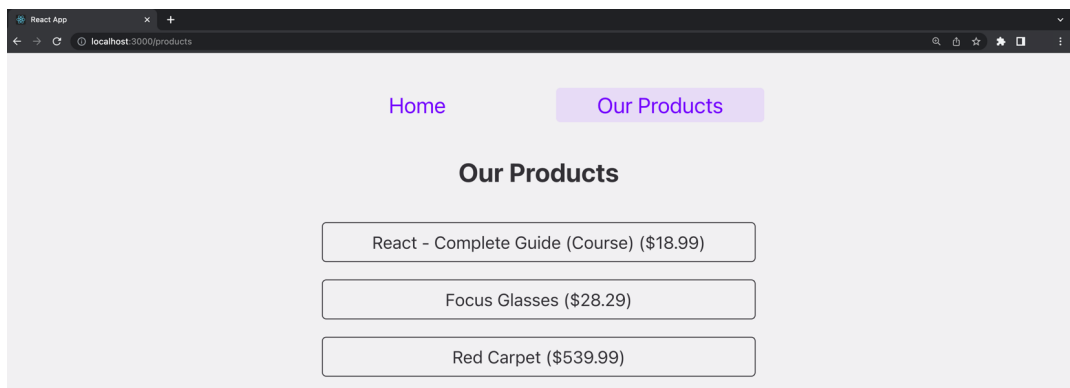 React App
localhost:3000/products
Home
Our Products
Our Products
React - Complete Guide (Course) ($18.99)
Focus Glasses ($28.29)
Red Carpet ($539.99)